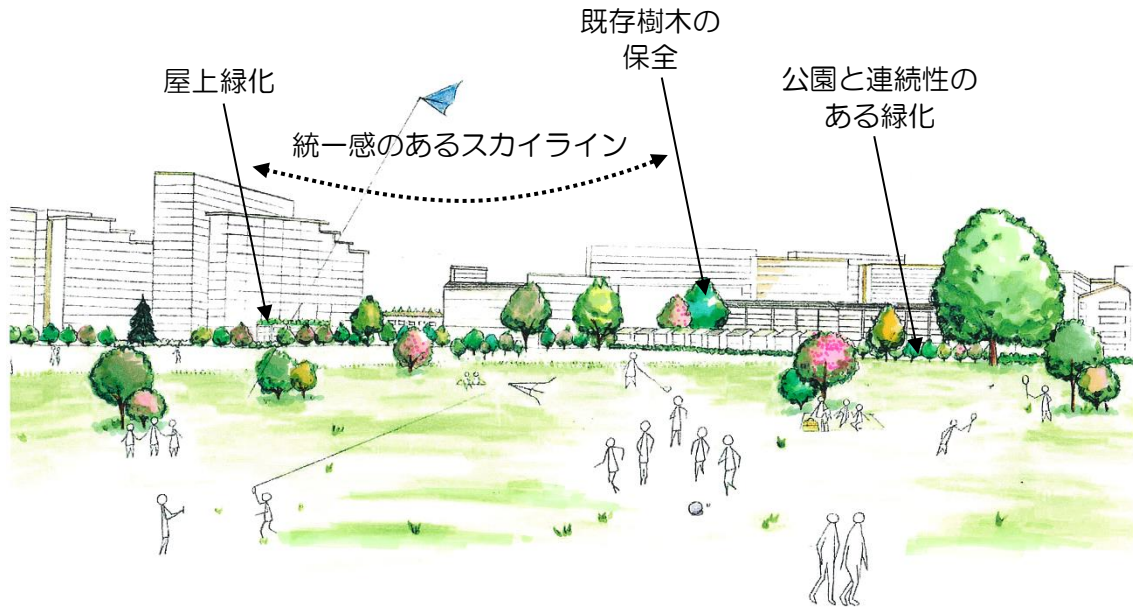 屋上緑化
統一感のあるスカイライン
既存樹木の
保全
公園と連続性の
ある緑化